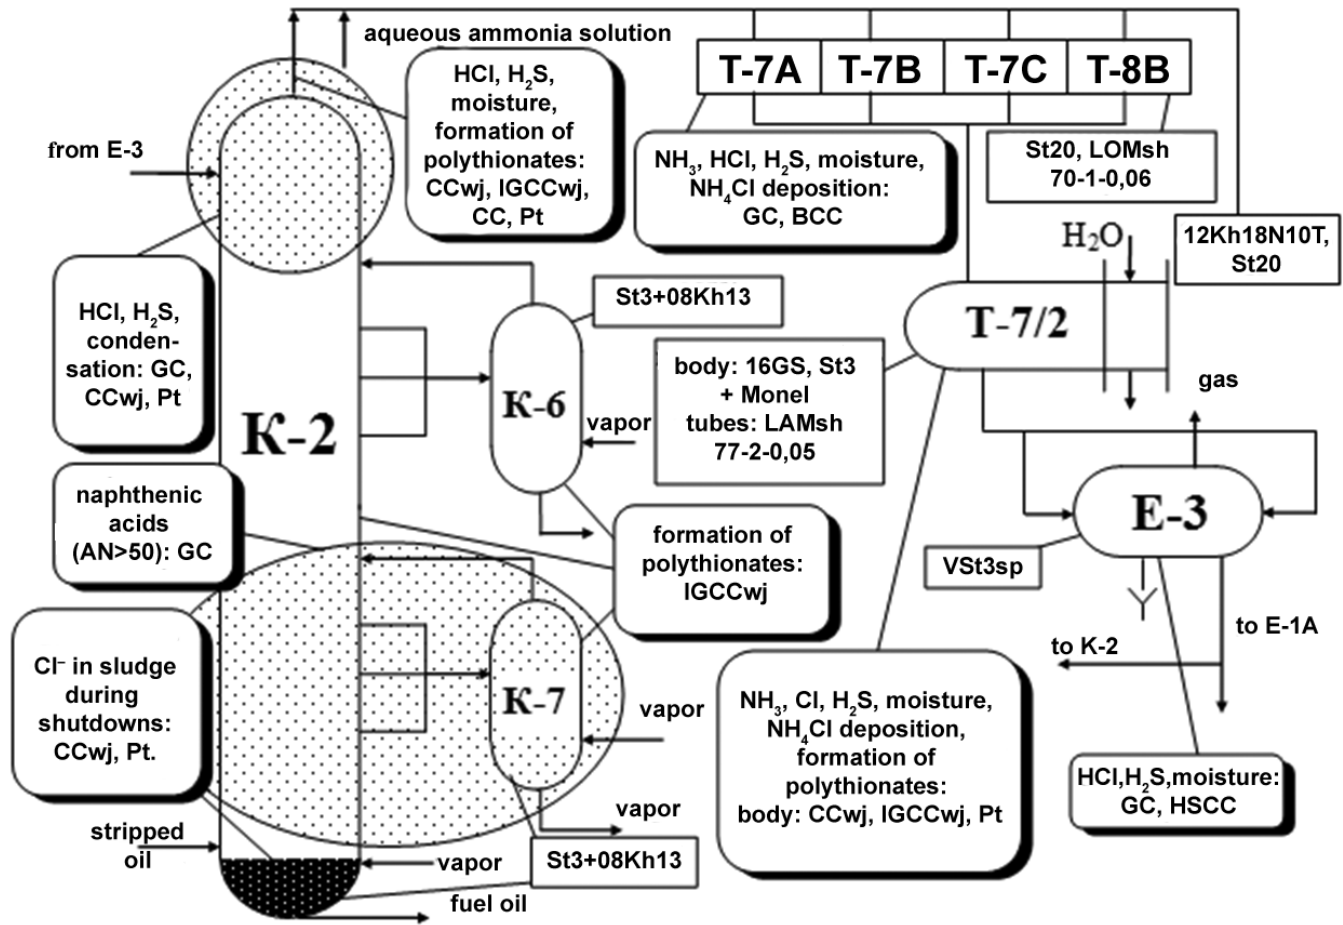 aqueous ammonia solution
HCl, H₂S,
moisture,
formation of
polythionates:
CCwj, IGCCwj,
CC, Pt
T-7A
T-7B
T-7C
T-8B
from E-3
NH₃, HCl, H₂S, moisture,
NH₄Cl deposition:
GC, BCC
St20, LOMsh
70-1-0,06
H₂O
12Kh18N10T,
St20
HCl, H₂S,
conden-
sation: GC,
CCwj, Pt
St3+08Kh13
T-7/2
body: 16GS, St3
+ Monel
tubes: LAMsh
77-2-0,05
gas
К-2
К-6
vapor
naphthenic
acids
(AN>50): GC
formation of
polythionates:
IGCCwj
E-3
VSt3sp
to E-1A
to K-2
Cl⁻ in sludge
during
shutdowns:
CCwj, Pt.
К-7
vapor
NH₃, Cl, H₂S, moisture,
NH₄Cl deposition,
formation of
polythionates:
body: CCwj, IGCCwj, Pt
HCl,H₂S,moisture:
GC, HSCC
vapor
stripped
oil
vapor
St3+08Kh13
fuel oil